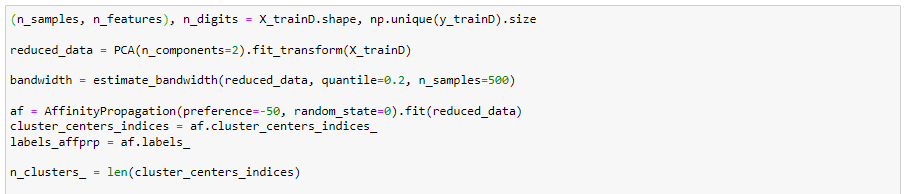 (n_samples, n_features), n_digits = X_trainD.shape, np.unique(y_trainD).size
reduced_data = PCA(n_components=2).fit_transform(X_trainD)
bandwidth = estimate_bandwidth(reduced_data, quantile=0.2, n_samples=500)
af = AffinityPropagation(preference=-50, random_state=0).fit(reduced_data)
cluster_centers_indices = af.cluster_centers_indices_
labels_affprp = af.labels_
n_clusters_ = len(cluster_centers_indices)